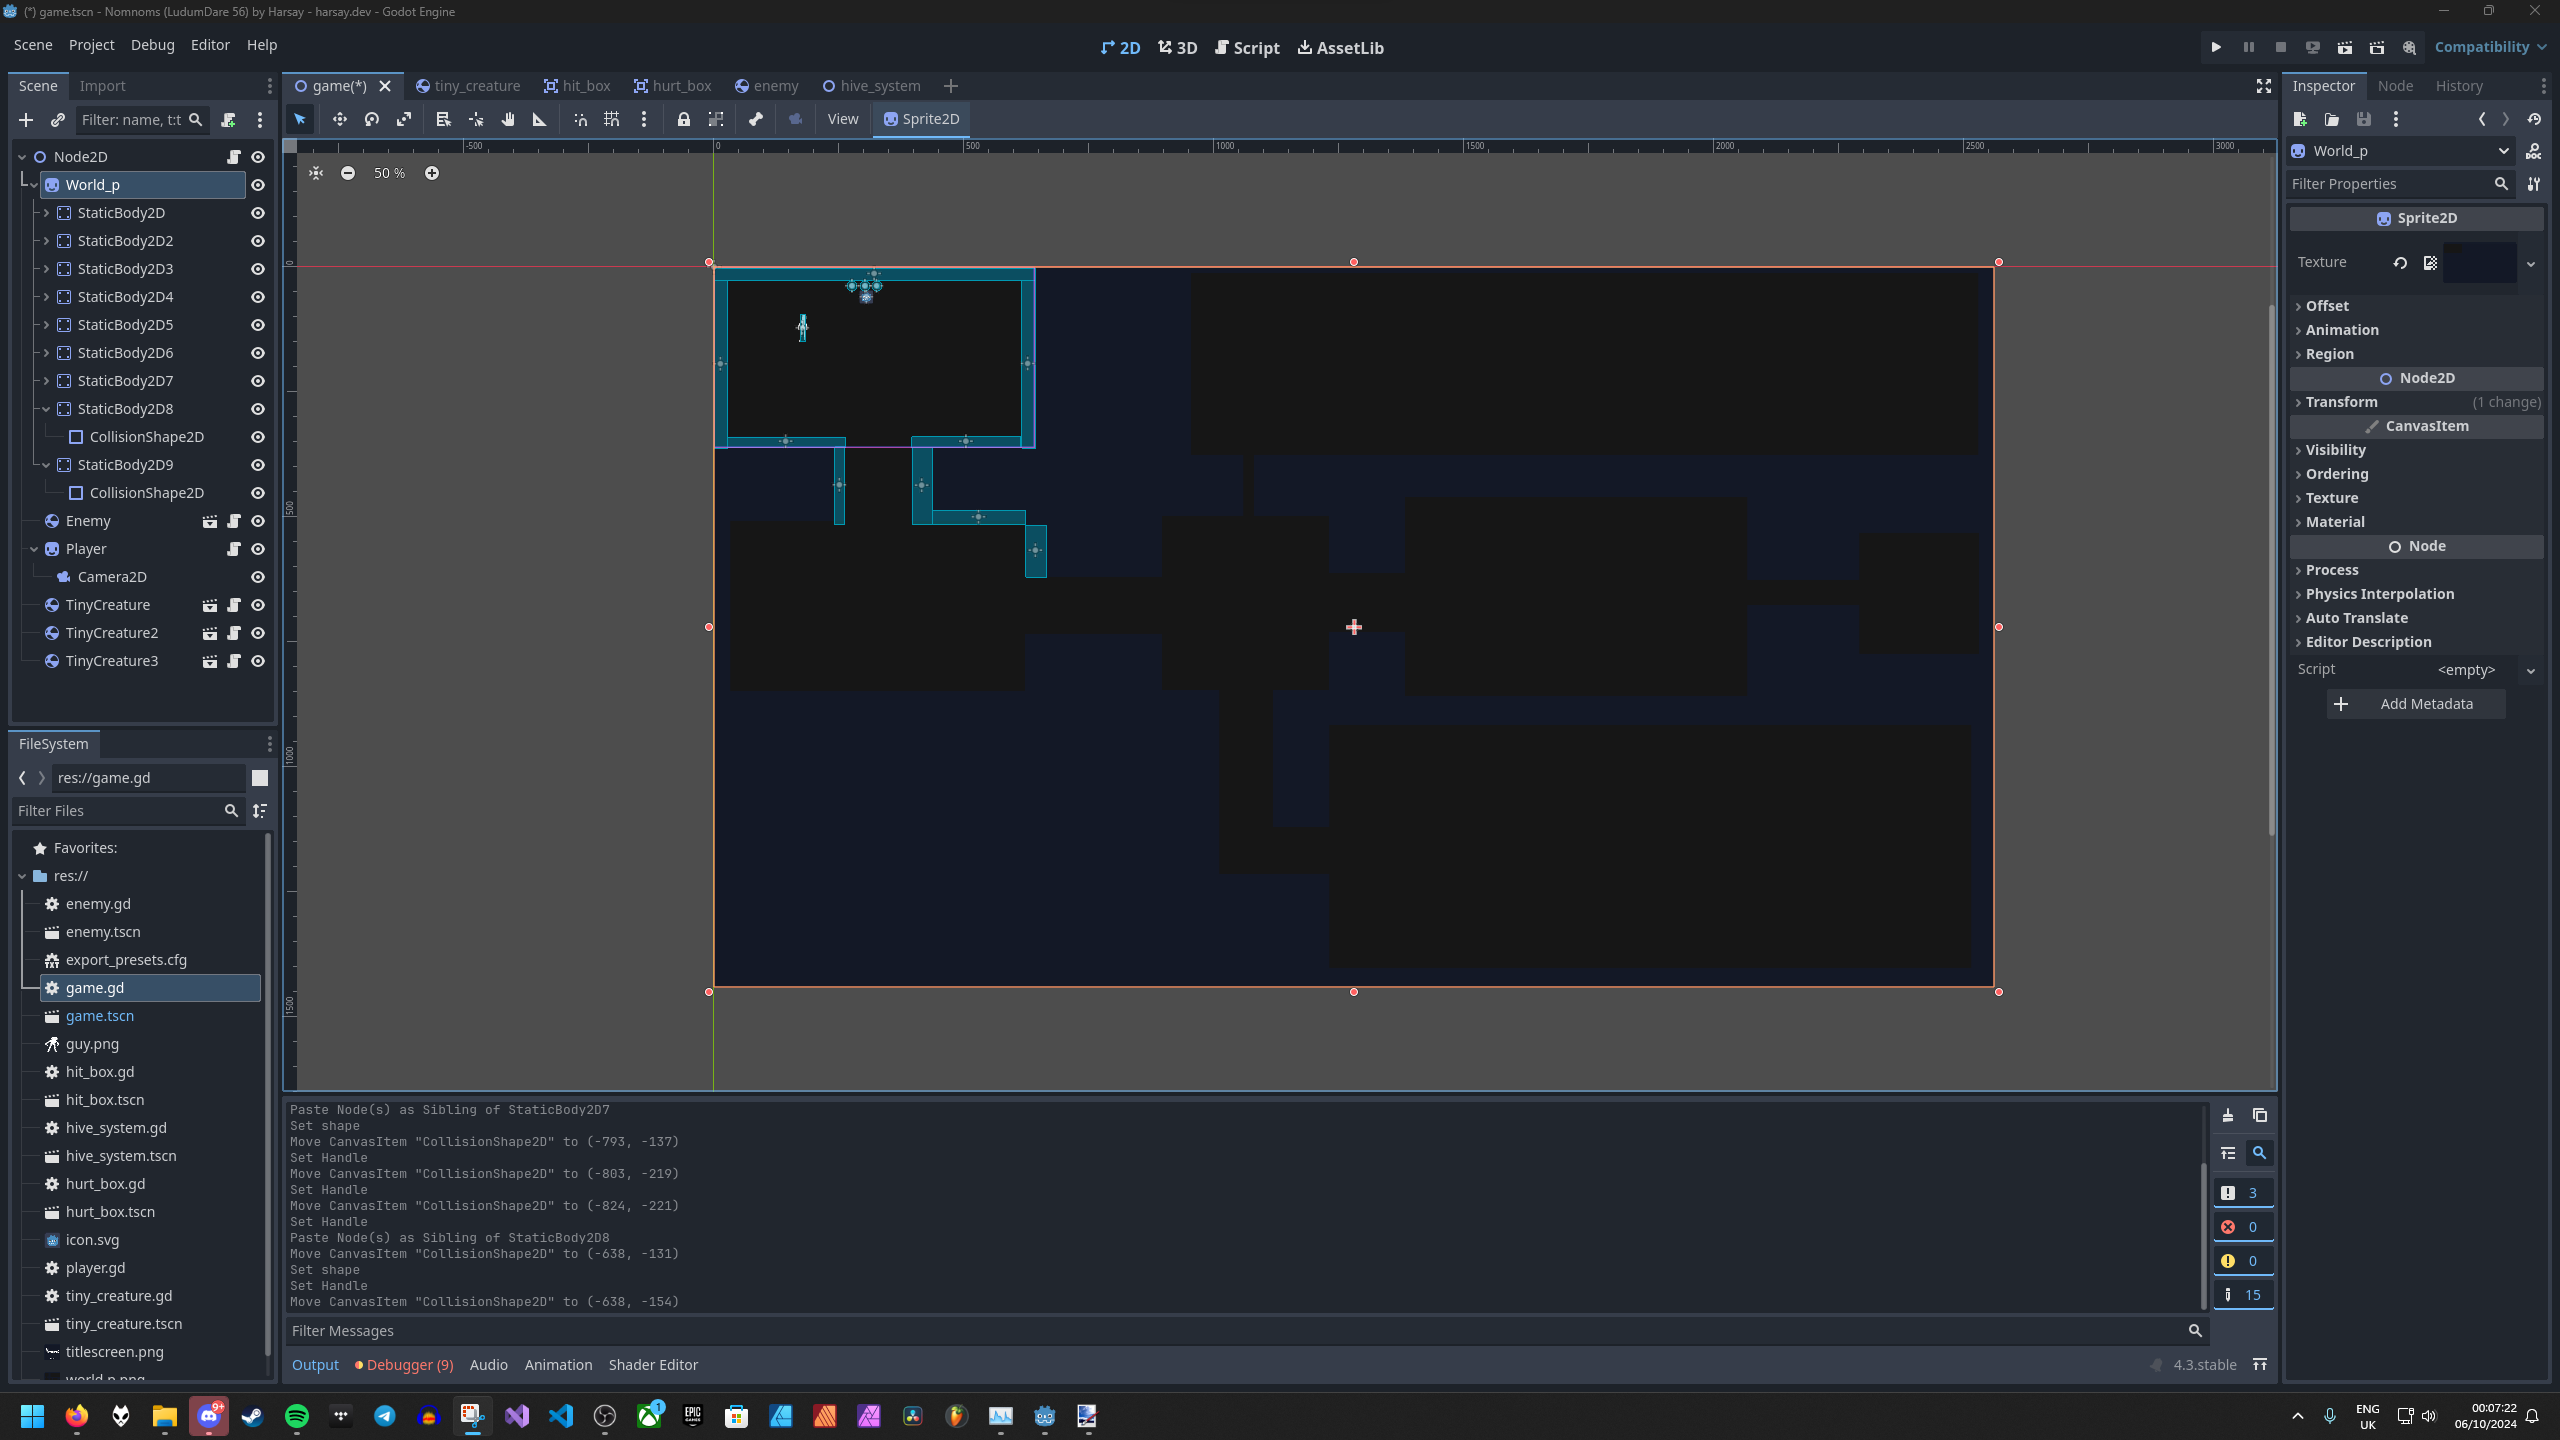 (*) game.tscn - Nomnoms (LudumDare 56) by Harsay - harsay.dev - Godot Engine
Scene Project Debug Editor Help
2D 3D Script AssetLib
Compatibility
Scene Import
game(*) tiny_creature hit_box hurt_box enemy hive_system
Inspector Node History
Filter: name, t:t
View Sprite2D
-500 0 500 1000 1500 2000 2500 3000
50 %
0
500
1000
1500
Node2D
World_p
StaticBody2D
StaticBody2D2
StaticBody2D3
StaticBody2D4
StaticBody2D5
StaticBody2D6
StaticBody2D7
StaticBody2D8
CollisionShape2D
StaticBody2D9
CollisionShape2D
Enemy
Player
Camera2D
TinyCreature
TinyCreature2
TinyCreature3
FileSystem
res://game.gd
Filter Files
Favorites:
res://
enemy.gd
enemy.tscn
export_presets.cfg
game.gd
game.tscn
guy.png
hit_box.gd
hit_box.tscn
hive_system.gd
hive_system.tscn
hurt_box.gd
hurt_box.tscn
icon.svg
player.gd
tiny_creature.gd
tiny_creature.tscn
titlescreen.png
world_p.png
Paste Node(s) as Sibling of StaticBody2D7
Set shape
Move CanvasItem "CollisionShape2D" to (-793, -137)
Set Handle
Move CanvasItem "CollisionShape2D" to (-803, -219)
Set Handle
Move CanvasItem "CollisionShape2D" to (-824, -221)
Set Handle
Paste Node(s) as Sibling of StaticBody2D8
Move CanvasItem "CollisionShape2D" to (-638, -131)
Set shape
Set Handle
Move CanvasItem "CollisionShape2D" to (-638, -154)
3
0
0
15
Filter Messages
Output Debugger (9) Audio Animation Shader Editor
4.3.stable
World_p
DOC
Filter Properties
Sprite2D
Texture
Offset
Animation
Region
Node2D
Transform (1 change)
CanvasItem
Visibility
Ordering
Texture
Material
Node
Process
Physics Interpolation
Auto Translate
Editor Description
Script <empty>
Add Metadata
9+
1
EPIC GAMES
ENG
UK
00:07:22
06/10/2024